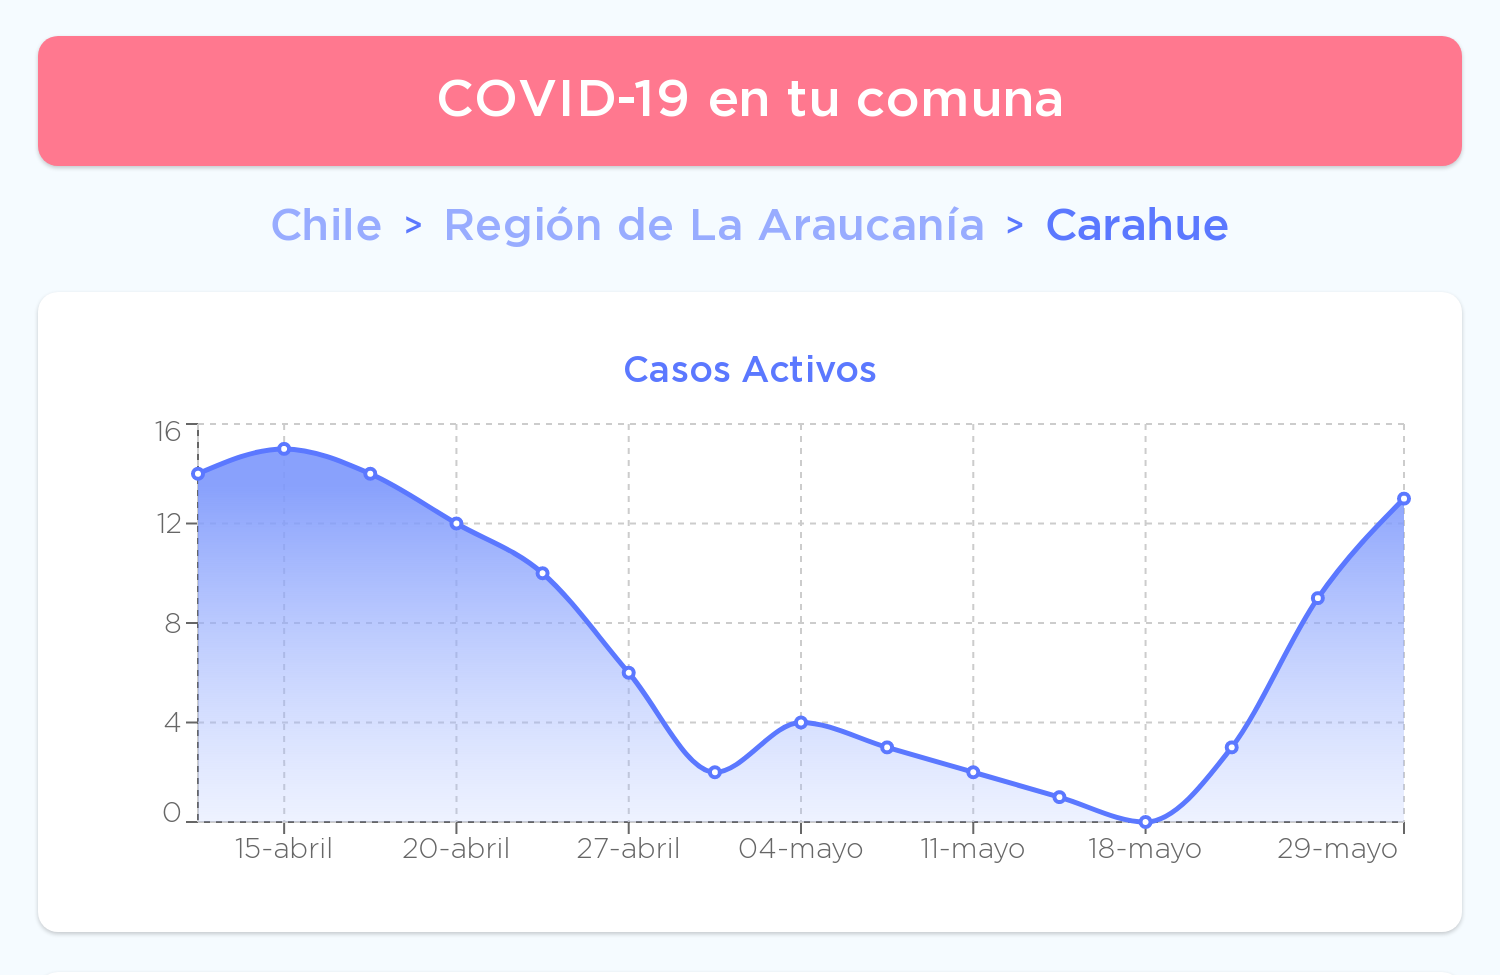 COVID-19 en tu comuna
Chile > Región de La Araucanía > Carahue
Casos Activos
16
12
8
4
0
15-abril 20-abril 27-abril 04-mayo 11-mayo 18-mayo 29-mayo